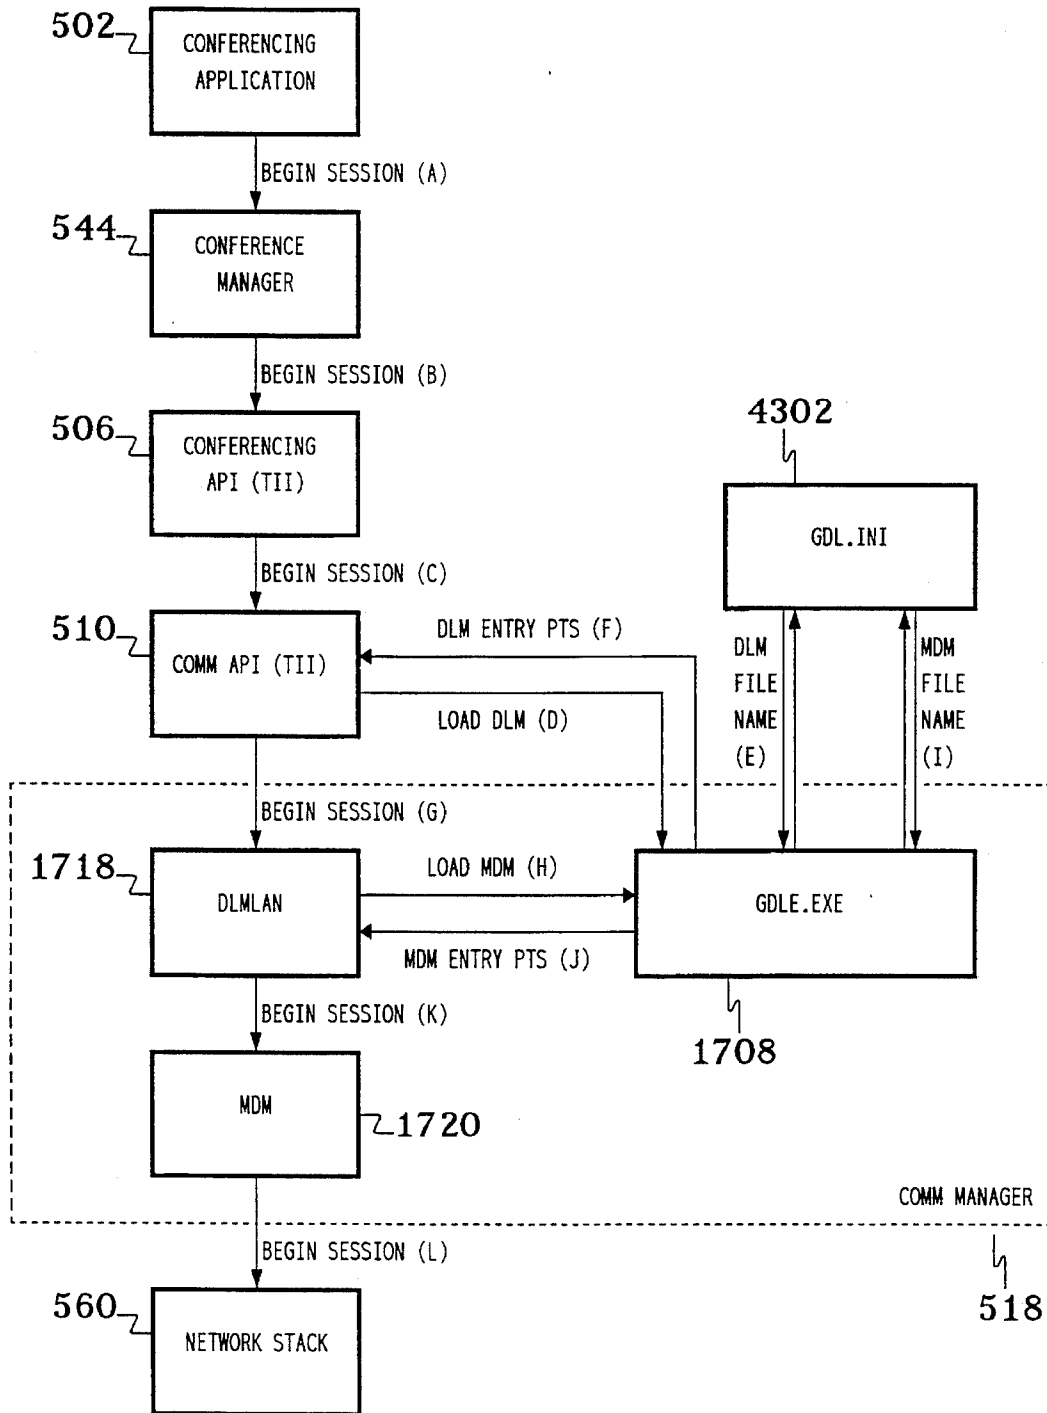 502
CONFERENCING
APPLICATION
BEGIN SESSION (A)
544
CONFERENCE
MANAGER
BEGIN SESSION (B)
506
CONFERENCING
API (TII)
BEGIN SESSION (C)
4302
GDL.INI
510
COMM API (TII)
DLM ENTRY PTS (F)
LOAD DLM (D)
DLM
FILE
NAME
(E)
MDM
FILE
NAME
(I)
BEGIN SESSION (G)
1718
DLMLAN
LOAD MDM (H)
MDM ENTRY PTS (J)
GDLE.EXE
1708
BEGIN SESSION (K)
MDM
1720
COMM MANAGER
518
BEGIN SESSION (L)
560
NETWORK STACK